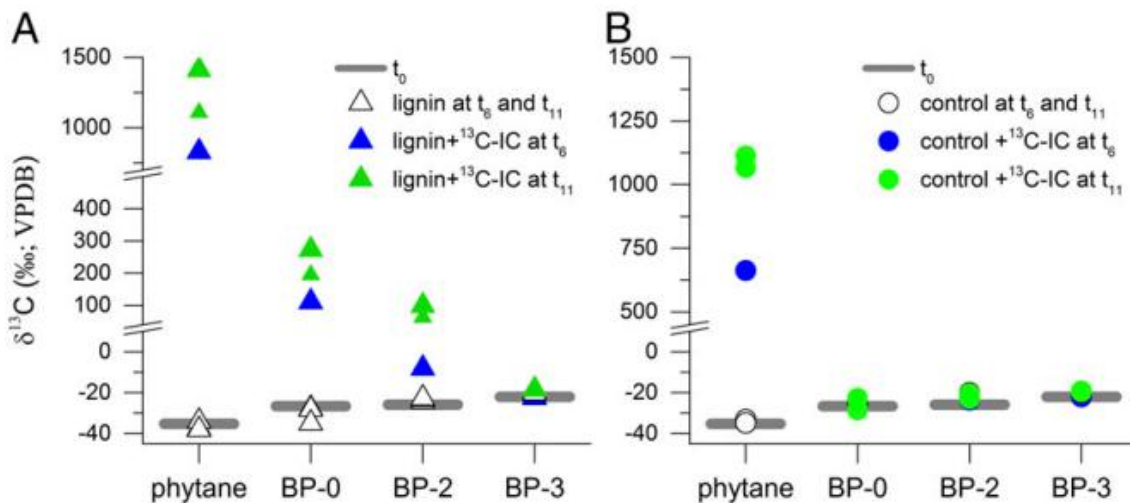 A
δ¹³C (‰; VPDB)
1500
1000
400
300
200
100
0
-20
-40
t₀
lignin at t₆ and t₁₁
lignin+¹³C-IC at t₆
lignin+¹³C-IC at t₁₁
phytane BP-0 BP-2 BP-3
B
1500
1250
1000
750
500
0
-20
-40
t₀
control at t₆ and t₁₁
control +¹³C-IC at t₆
control +¹³C-IC at t₁₁
phytane BP-0 BP-2 BP-3